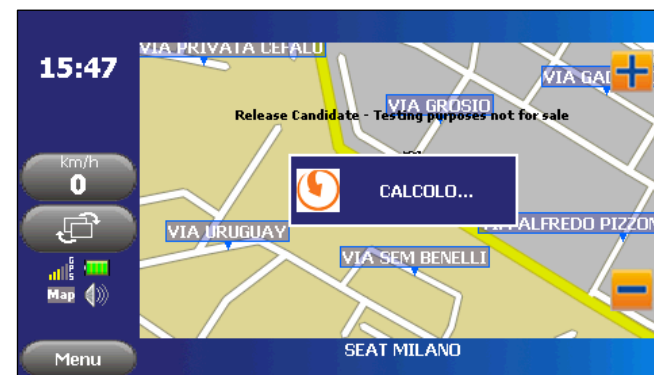 15:47
VIA PRIVATA CEFALU
VIA GAL
VIA GROSIO
Release Candidate - Testing purposes not for sale
km/h
0
CALCOLO...
VIA URUGUAY
ALFREDO PIZZON
VIA SEM BENELLI
GPS
Map
Menu
SEAT MILANO